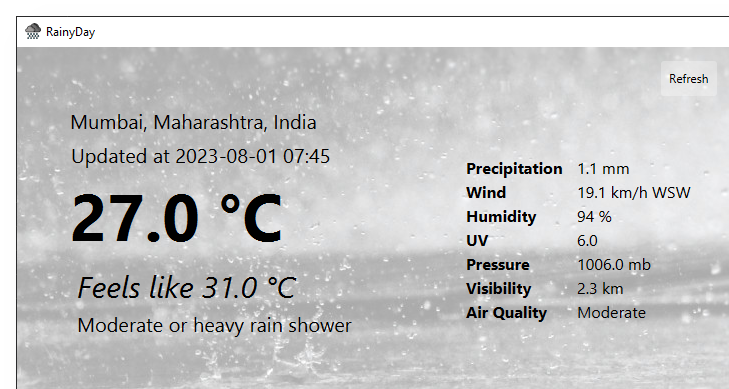 RainyDay
Refresh
Mumbai, Maharashtra, India
Updated at 2023-08-01 07:45
27.0 °C
Feels like 31.0 °C
Moderate or heavy rain shower
Precipitation 1.1 mm
Wind 19.1 km/h WSW
Humidity 94 %
UV 6.0
Pressure 1006.0 mb
Visibility 2.3 km
Air Quality Moderate